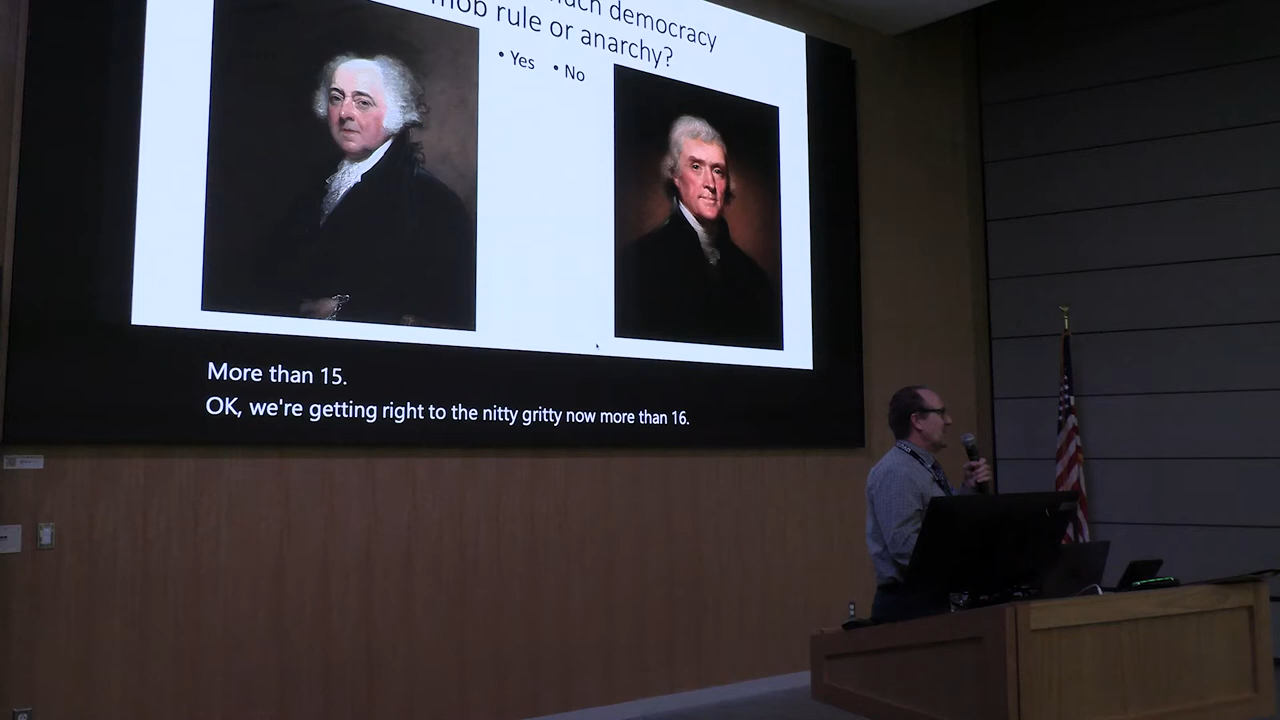 much democracy
mob rule or anarchy?
• Yes • No
More than 15.
OK, we're getting right to the nitty gritty now more than 16.